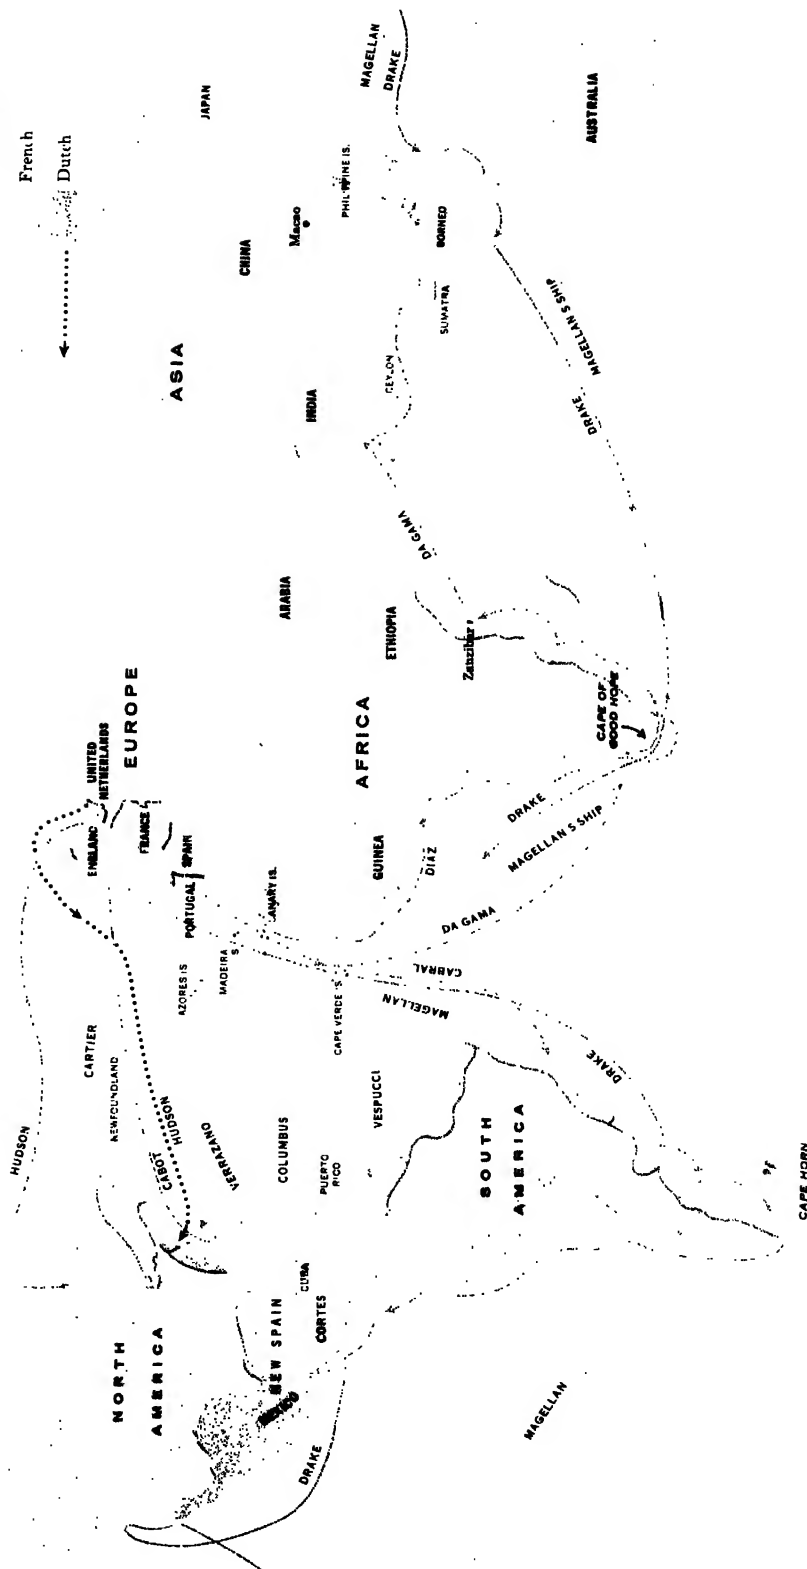 French
Dutch
JAPAN
MAGELLAN
DRAKE
AUSTRALIA
PHILIPPINE IS.
Macao
CHINA
BORNEO
SUMATRA
MAGELLAN S SHIP
ASIA
INDIA
CEYLON
DRAKE
DA GAMA
ARABIA
ETHIOPIA
Zanzibar
EUROPE
UNITED
NETHERLANDS
AFRICA
CAPE OF
GOOD HOPE
ENGLAND
FRANCE
SPAIN
PORTUGAL
GUINEA
DIAZ
DRAKE
MAGELLAN S SHIP
CANARY IS.
MADEIRA
S
DA GAMA
AZORES IS
CAPE VERDE IS
CABRAL
MAGELLAN
HUDSON
CARTIER
NEWFOUNDLAND
CABOT
HUDSON
VERRAZANO
COLUMBUS
VESPUCCI
DRAKE
PUERTO
RICO
SOUTH
AMERICA
CAPE HORN
CUBA
CORTES
NEW SPAIN
MEXICO
NORTH
AMERICA
DRAKE
MAGELLAN